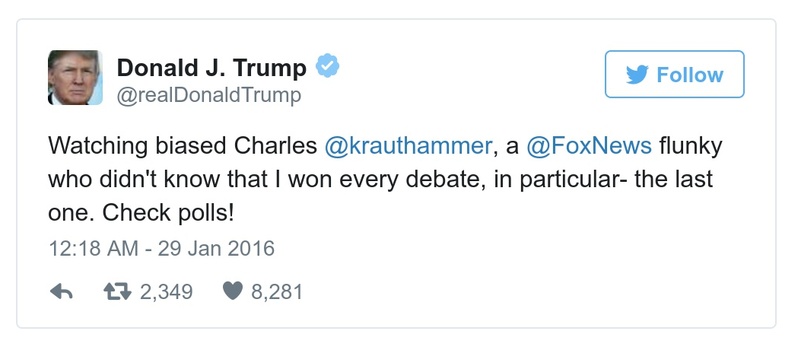 Donald J. Trump
@realDonaldTrump
Follow
Watching biased Charles @krauthammer, a @FoxNews flunky
who didn't know that I won every debate, in particular- the last
one. Check polls!
12:18 AM - 29 Jan 2016
2,349 8,281